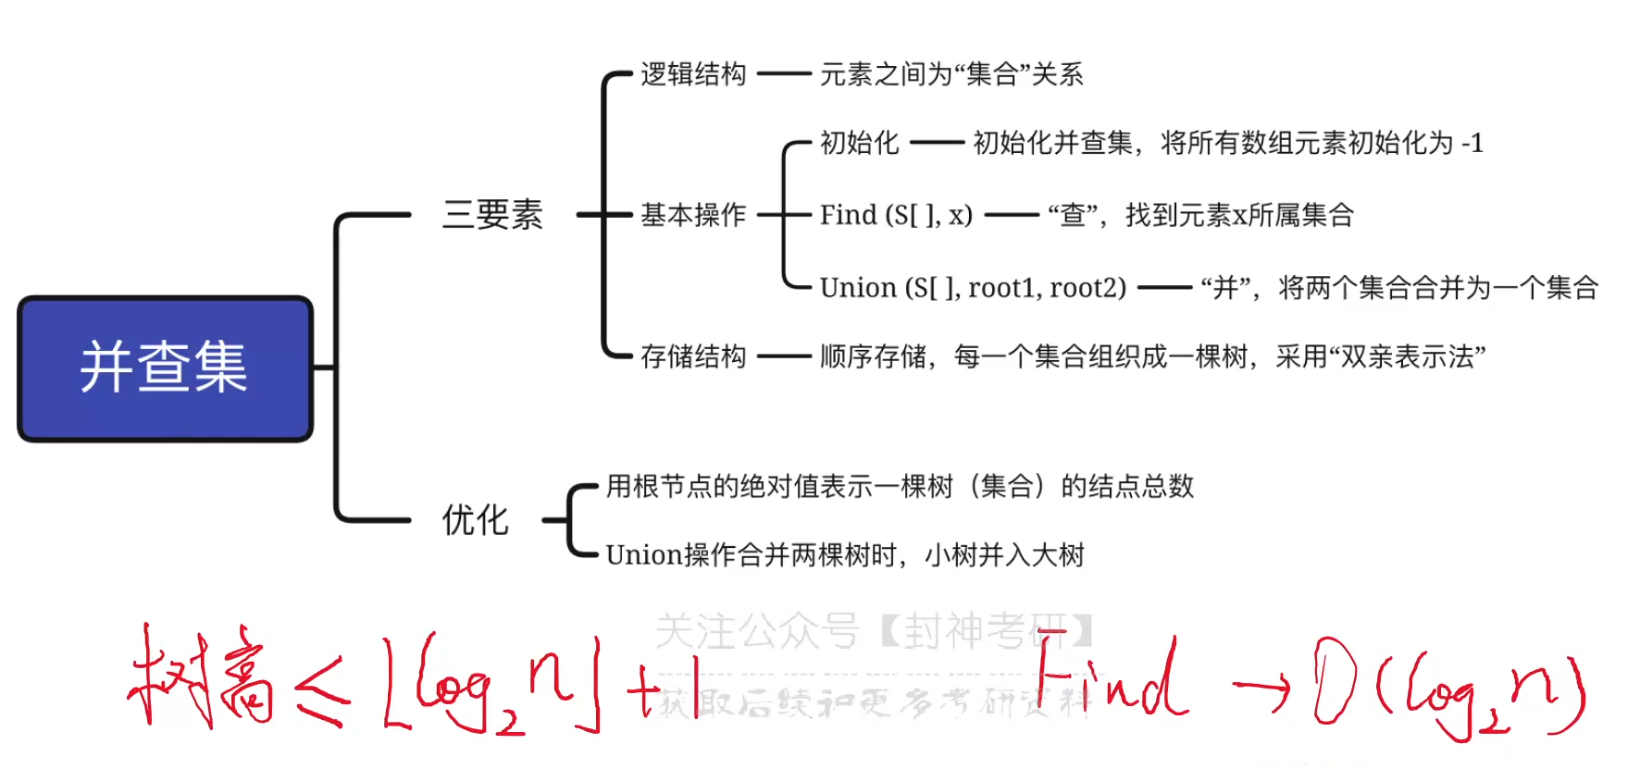 逻辑结构 元素之间为“集合”关系
初始化 初始化并查集，将所有数组元素初始化为 -1
三要素 基本操作 Find (S[ ], x) “查”，找到元素x所属集合
Union (S[ ], root1, root2) “并”，将两个集合合并为一个集合
存储结构 顺序存储，每一个集合组织成一棵树，采用“双亲表示法”
并查集
用根节点的绝对值表示一棵树（集合）的结点总数
优化
Union操作合并两棵树时，小树并入大树
关注公众号【封神考研】
树高 ≤ ⌊log₂n⌋+1 Find → O(log₂n)
获取后续和更多考研资料